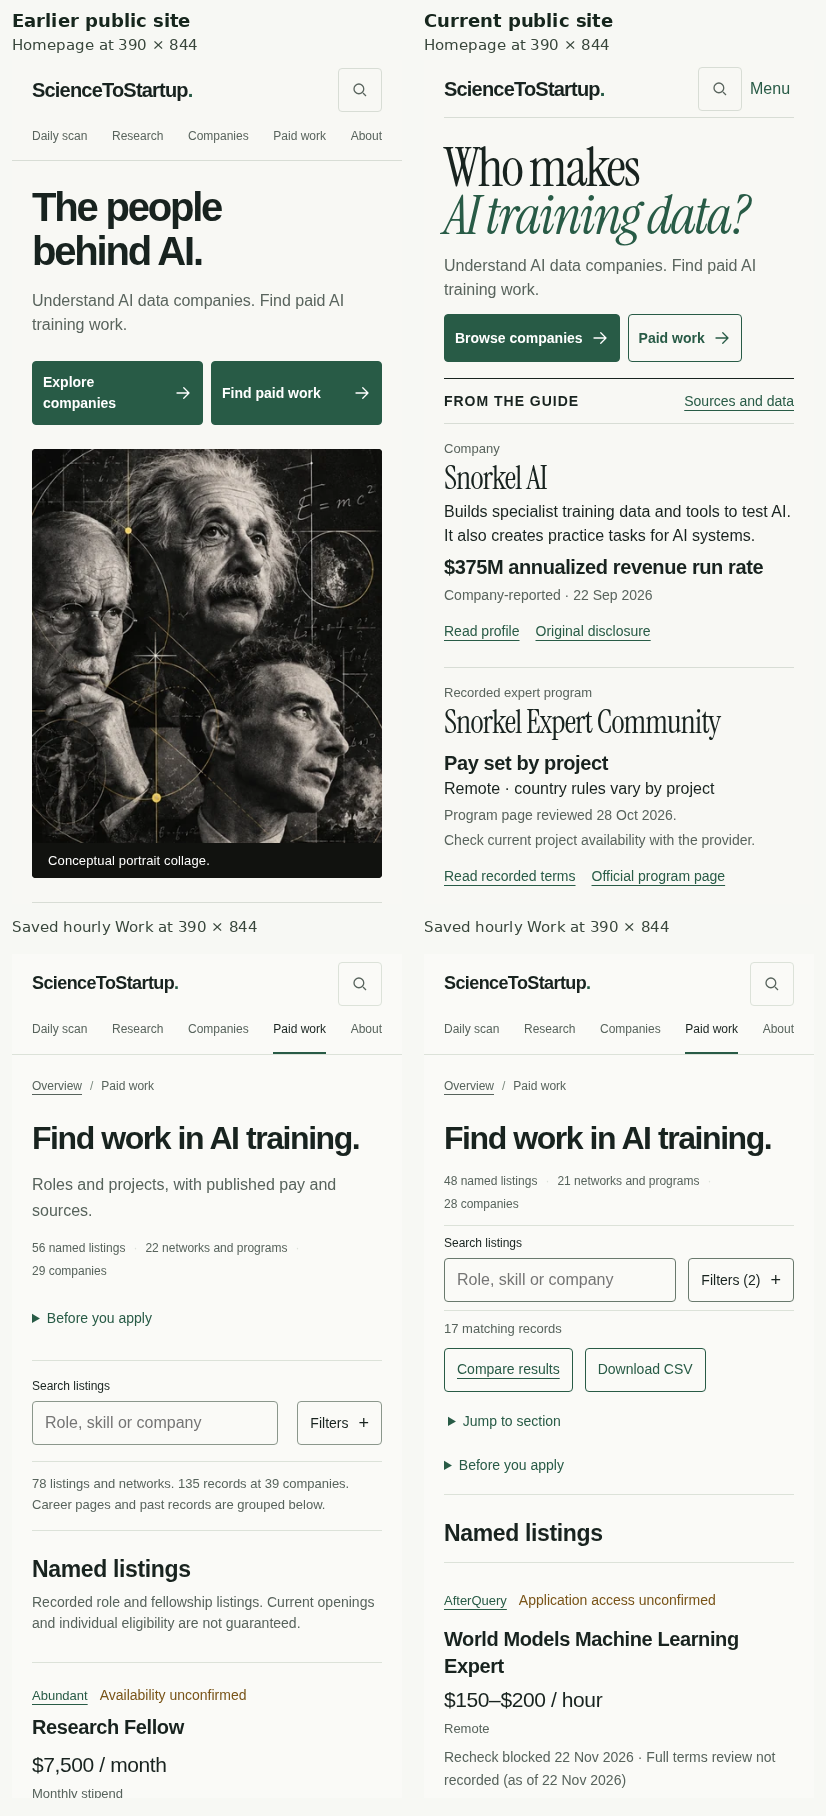 Earlier public site
Homepage at 390 × 844
ScienceToStartup.
Daily scan Research Companies Paid work About
The people
behind AI.
Understand AI data companies. Find paid AI
training work.
Explore
companies →
Find paid work →
E = mc²
Conceptual portrait collage.
Current public site
Homepage at 390 × 844
ScienceToStartup.
Menu
Who makes
AI training data?
Understand AI data companies. Find paid AI
training work.
Browse companies → Paid work →
FROM THE GUIDE Sources and data
Company
Snorkel AI
Builds specialist training data and tools to test AI.
It also creates practice tasks for AI systems.
$375M annualized revenue run rate
Company-reported · 22 Sep 2026
Read profile Original disclosure
Recorded expert program
Snorkel Expert Community
Pay set by project
Remote · country rules vary by project
Program page reviewed 28 Oct 2026.
Check current project availability with the provider.
Read recorded terms Official program page
Saved hourly Work at 390 × 844
ScienceToStartup.
Daily scan Research Companies Paid work About
Overview / Paid work
Find work in AI training.
Roles and projects, with published pay and
sources.
56 named listings · 22 networks and programs ·
29 companies
▶ Before you apply
Search listings
Role, skill or company
Filters +
78 listings and networks. 135 records at 39 companies.
Career pages and past records are grouped below.
Named listings
Recorded role and fellowship listings. Current openings
and individual eligibility are not guaranteed.
Abundant Availability unconfirmed
Research Fellow
$7,500 / month
Monthly stipend
Saved hourly Work at 390 × 844
ScienceToStartup.
Daily scan Research Companies Paid work About
Overview / Paid work
Find work in AI training.
48 named listings · 21 networks and programs ·
28 companies
Search listings
Role, skill or company
Filters (2) +
17 matching records
Compare results Download CSV
▶ Jump to section
▶ Before you apply
Named listings
AfterQuery Application access unconfirmed
World Models Machine Learning
Expert
$150–$200 / hour
Remote
Recheck blocked 22 Nov 2026 · Full terms review not
recorded (as of 22 Nov 2026)